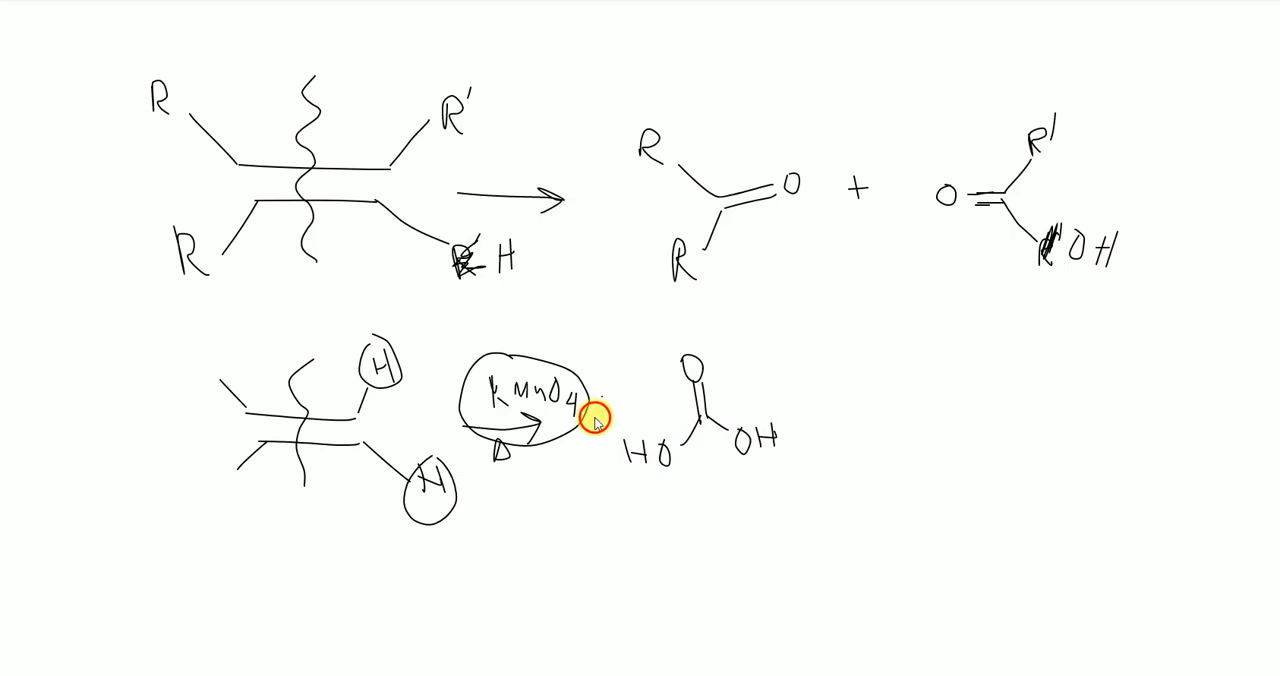 R R' R O + O R'
R H R OH
H KMnO4 O
H Δ HO OH